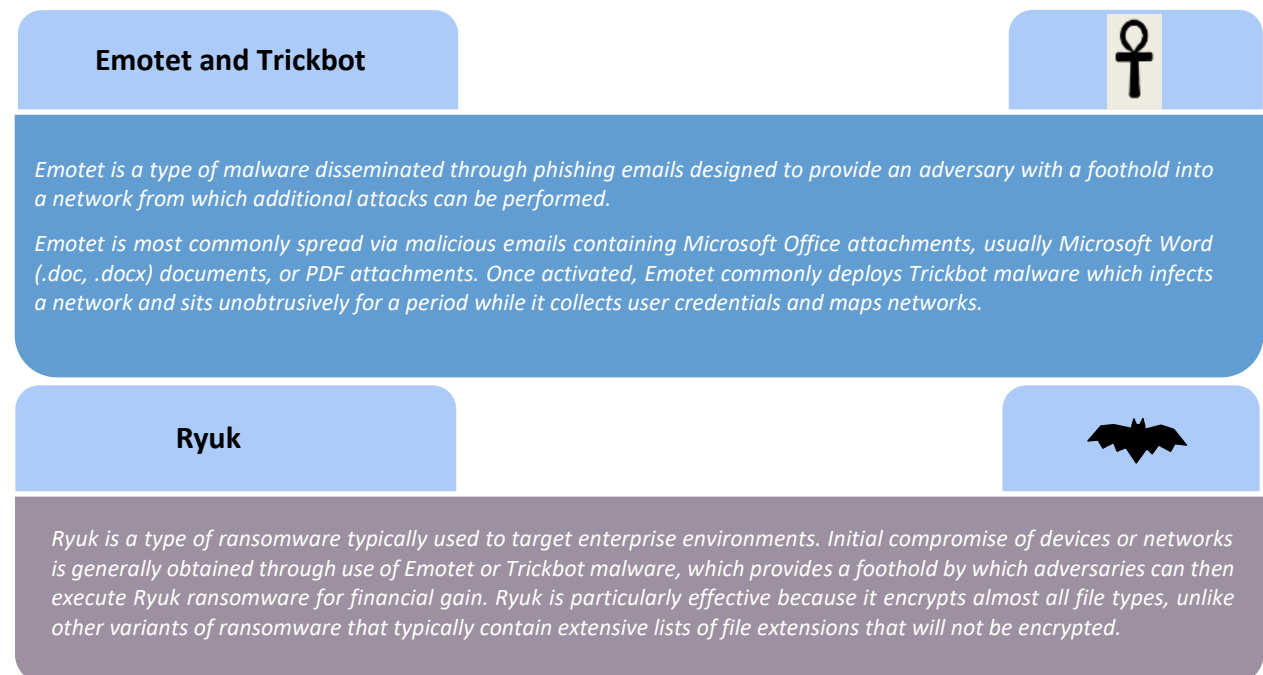 Emotet and Trickbot
Emotet is a type of malware disseminated through phishing emails designed to provide an adversary with a foothold into
a network from which additional attacks can be performed.
Emotet is most commonly spread via malicious emails containing Microsoft Office attachments, usually Microsoft Word
(.doc, .docx) documents, or PDF attachments. Once activated, Emotet commonly deploys Trickbot malware which infects
a network and sits unobtrusively for a period while it collects user credentials and maps networks.
Ryuk
Ryuk is a type of ransomware typically used to target enterprise environments. Initial compromise of devices or networks
is generally obtained through use of Emotet or Trickbot malware, which provides a foothold by which adversaries can then
execute Ryuk ransomware for financial gain. Ryuk is particularly effective because it encrypts almost all file types, unlike
other variants of ransomware that typically contain extensive lists of file extensions that will not be encrypted.